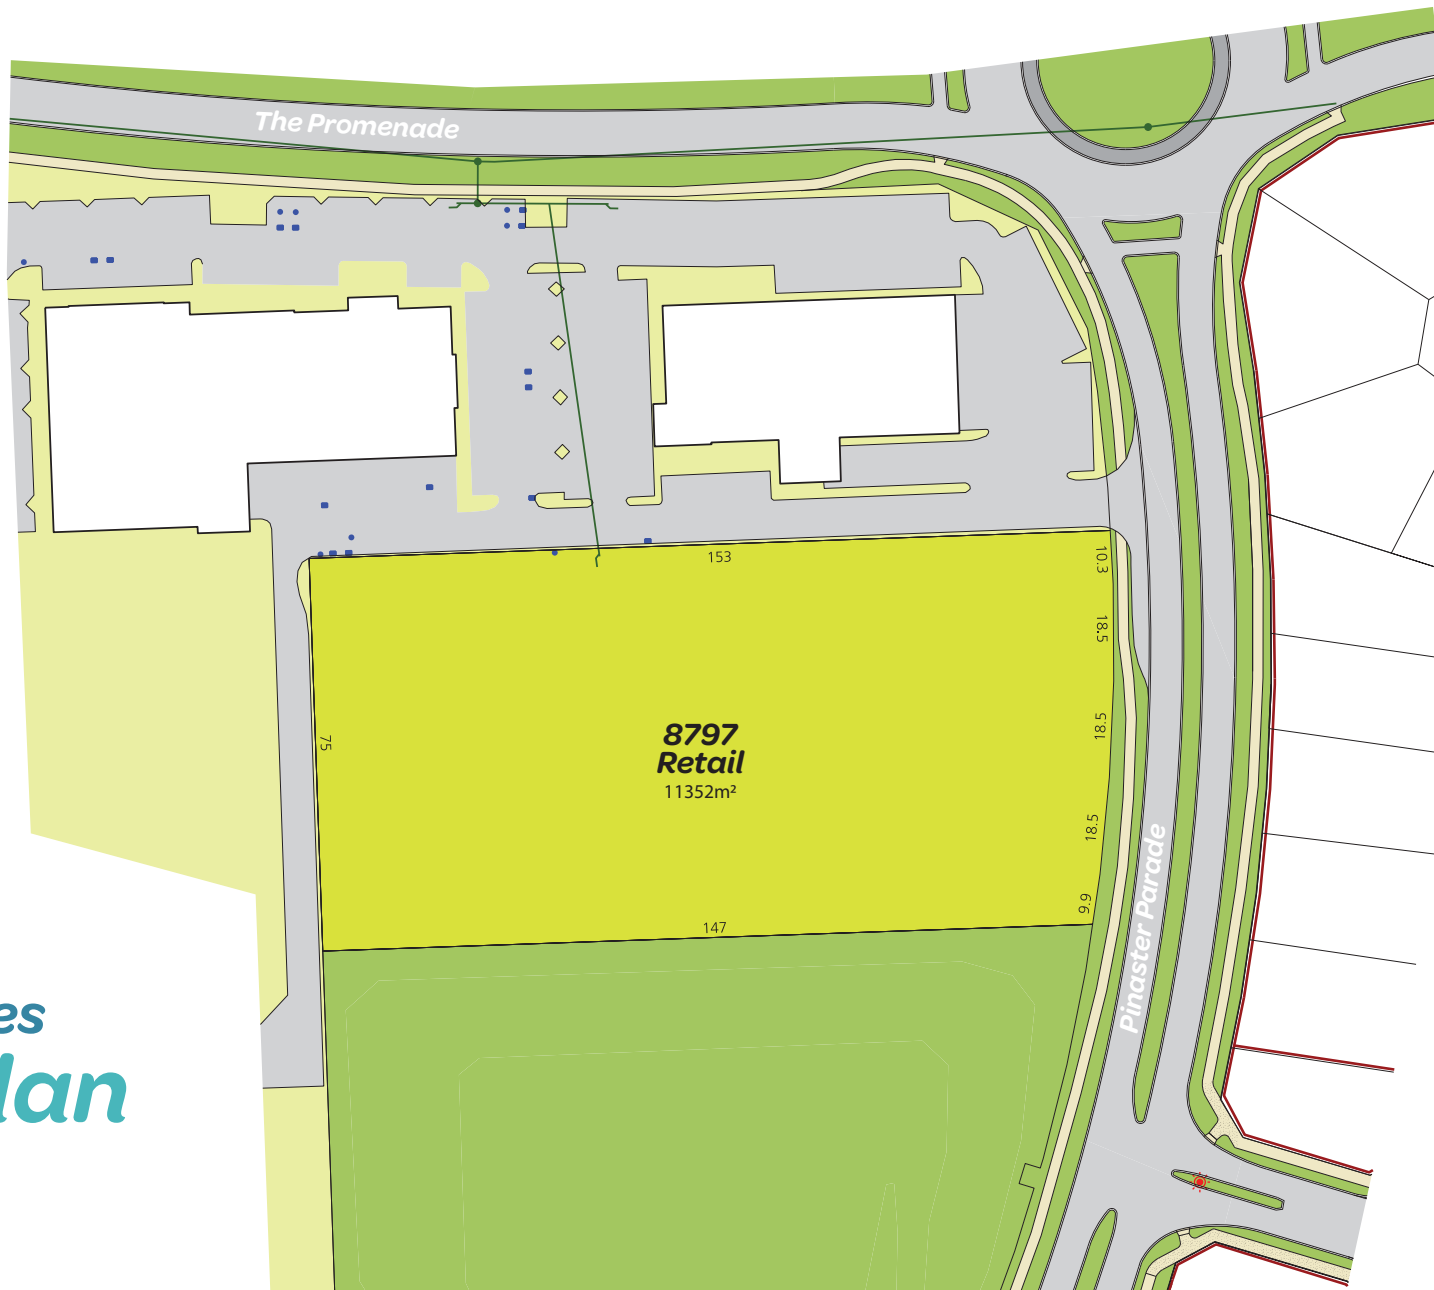 The Promenade
153
10.3
18.5
18.5
75
8797
Retail
11352m²
18.5
9.9
147
Pinaster Parade
es
lan